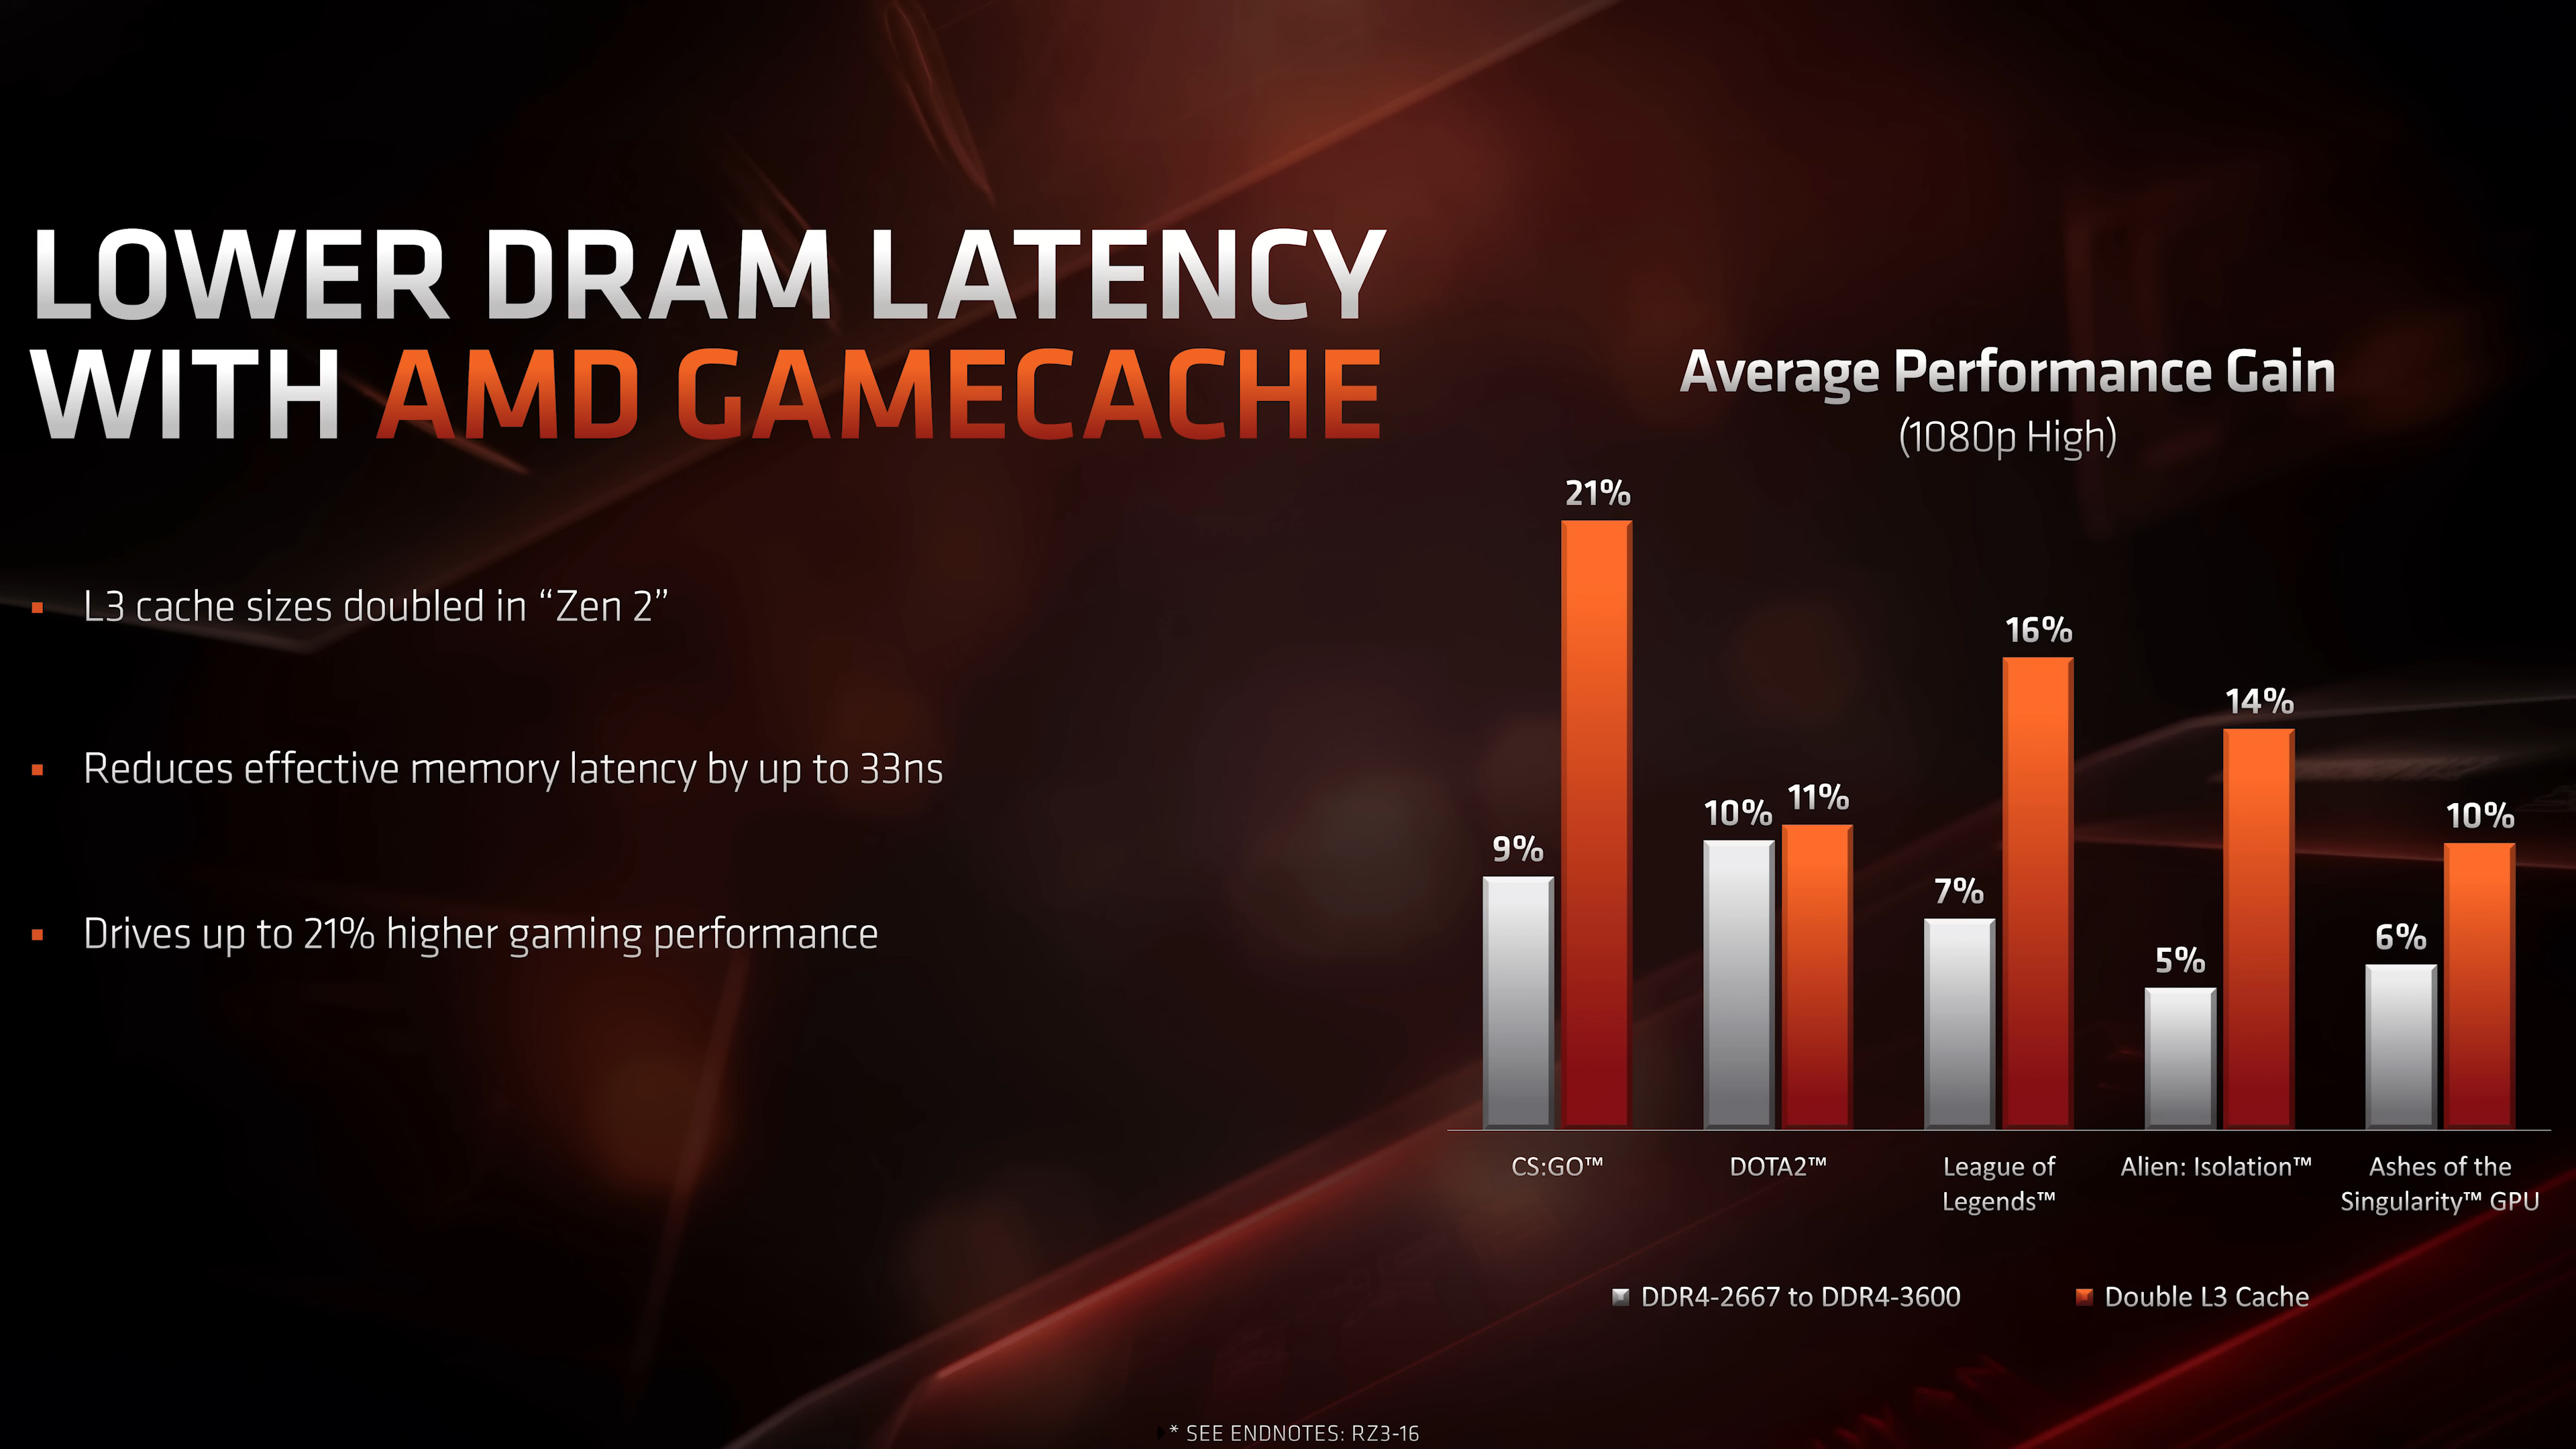 LOWER DRAM LATENCY
WITH AMD GAMECACHE
▪ L3 cache sizes doubled in “Zen 2”
▪ Reduces effective memory latency by up to 33ns
▪ Drives up to 21% higher gaming performance
Average Performance Gain
(1080p High)
9% 21%
10% 11%
7% 16%
5% 14%
6% 10%
CS:GO™
DOTA2™
League of
Legends™
Alien: Isolation™
Ashes of the
Singularity™ GPU
DDR4-2667 to DDR4-3600
Double L3 Cache
* SEE ENDNOTES: RZ3-16